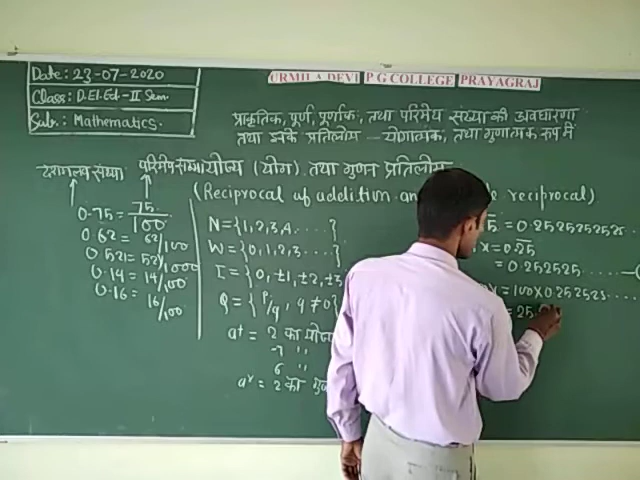 URMILA DEVI P G COLLEGE PRAYAGRAJ
Date: 23-07-2020
Class: D.El.Ed-II Sem.
Sub: Mathematics.
प्राकृतिक, पूर्ण, पूर्णांक, तथा परिमेय संख्या की अवधारणा
तथा उनके प्रतिलोम - योगात्मक, तथा गुणात्मक रूप में
दशमलव संख्या परिमेय संख्या योज्य (योग) तथा गुणन प्रतिलोम
(Reciprocal of addition an reciprocal)
0.75 = 75/100
0.62 = 62/100
0.521 = 521/1000
0.14 = 14/100
0.16 = 16/100
N = {1, 2, 3, 4. . . . .}
W = {0, 1, 2, 3. . . . .}
I = {0, ±1, ±2, ±3
Q = {p/q, q ≠ 0}
2 का योज्य
-7 "
6 "
= 2 का
= 0.2525252525. . .
x = 0.25
= 0.252525. . . . . .
= 100×0.252525. . . .
= 25.